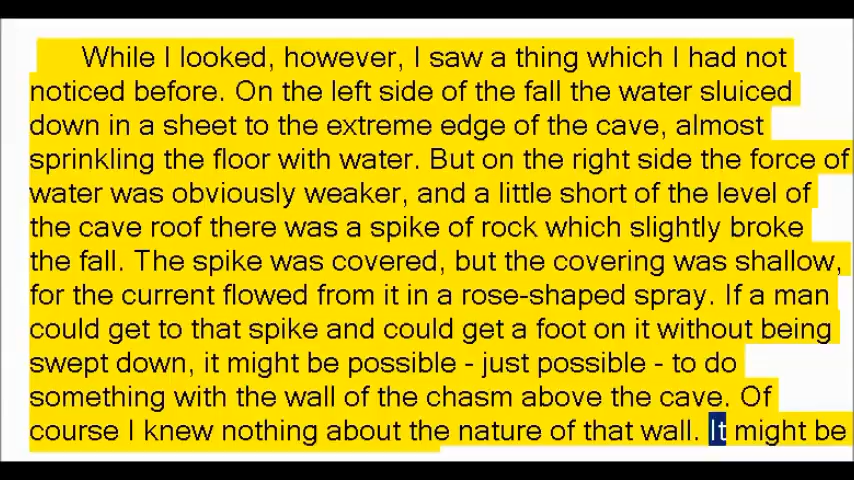 While I looked, however, I saw a thing which I had not
noticed before. On the left side of the fall the water sluiced
down in a sheet to the extreme edge of the cave, almost
sprinkling the floor with water. But on the right side the force of
water was obviously weaker, and a little short of the level of
the cave roof there was a spike of rock which slightly broke
the fall. The spike was covered, but the covering was shallow,
for the current flowed from it in a rose-shaped spray. If a man
could get to that spike and could get a foot on it without being
swept down, it might be possible - just possible - to do
something with the wall of the chasm above the cave. Of
course I knew nothing about the nature of that wall. It might be